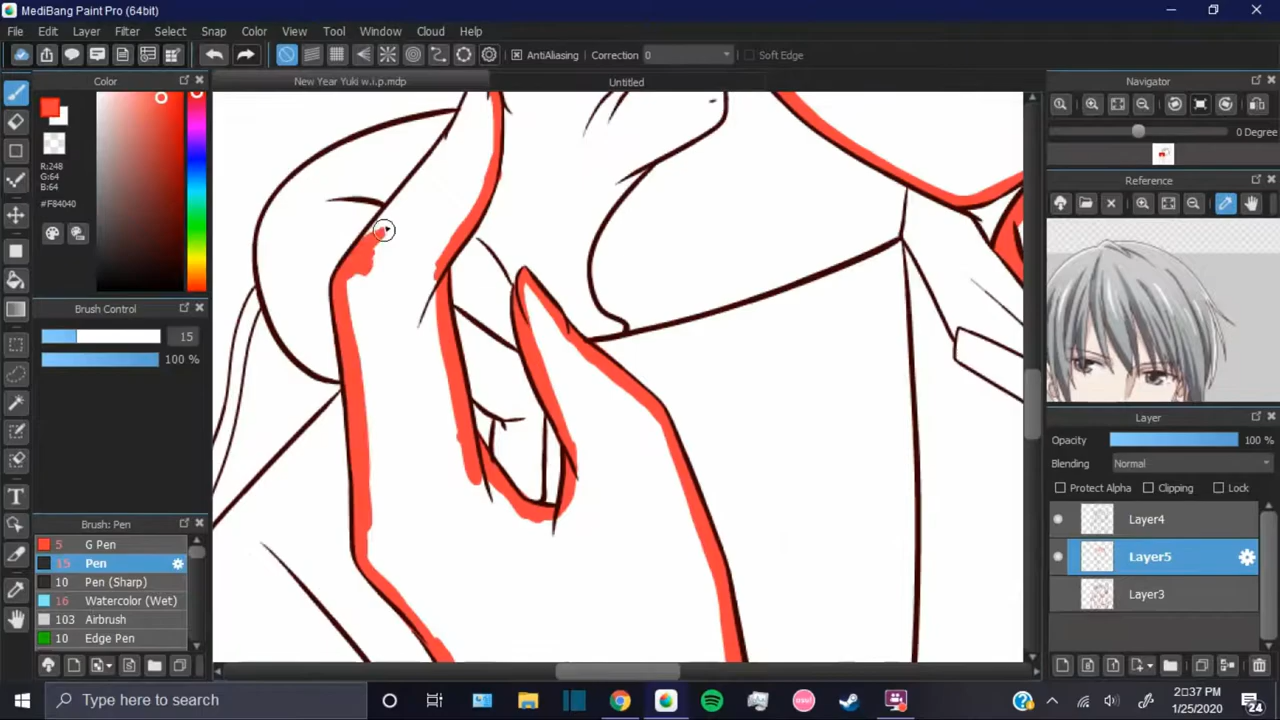 MediBang Paint Pro (64bit)
File Edit Layer Filter Select Snap Color View Tool Window Cloud Help
AntiAliasing Correction 0 Soft Edge
Color New Year Yuki w.i.p.mdp Untitled Navigator
0 Degree
R:248
G:64
B:64
#F84040
Reference
Brush Control
15
100 %
Layer
Opacity 100 %
Blending Normal
Protect Alpha Clipping Lock
Layer4
Layer5
Layer3
Brush: Pen
5 G Pen
15 Pen
10 Pen (Sharp)
16 Watercolor (Wet)
103 Airbrush
10 Edge Pen
Type here to search
2:37 PM
1/25/2020
24